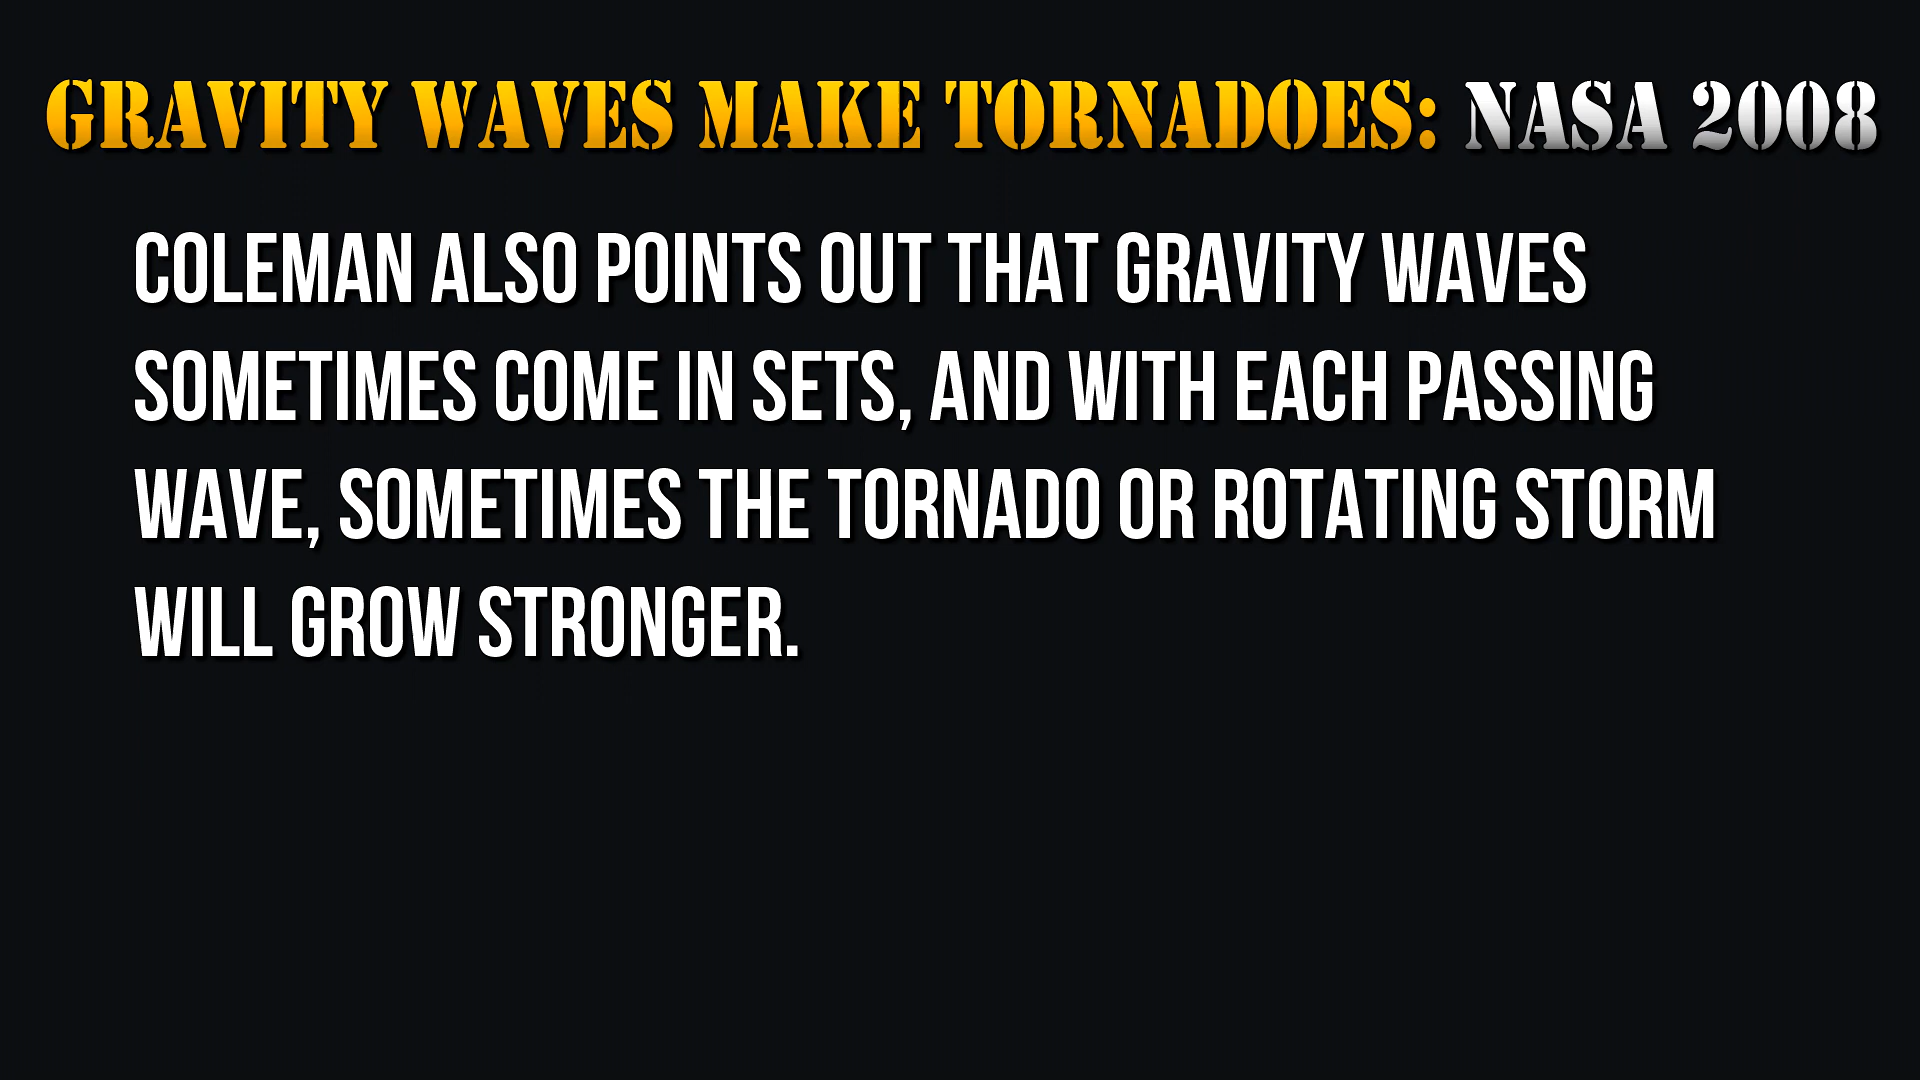 GRAVITY WAVES MAKE TORNADOES: NASA 2008
COLEMAN ALSO POINTS OUT THAT GRAVITY WAVES
SOMETIMES COME IN SETS, AND WITH EACH PASSING
WAVE, SOMETIMES THE TORNADO OR ROTATING STORM
WILL GROW STRONGER.